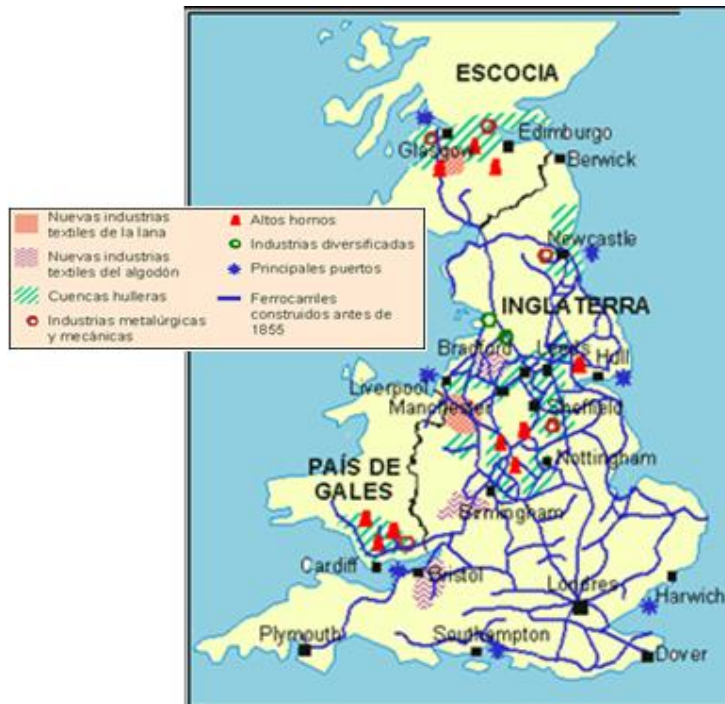 ESCOCIA
Edimburgo
Glasgow
Berwick
Nuevas industrias
textiles de la lana
Nuevas industrias
textiles del algodón
Cuencas hulleras
Industrias metalúrgicas
y mecánicas
Altos hornos
Industrias diversificadas
Principales puertos
Ferrocarriles
construidos antes de
1855
Newcastle
INGLATERRA
Bradford
Leeds
Hull
Liverpool
Manchester
Sheffield
PAÍS DE
GALES
Nottingham
Birmingham
Cardiff
Bristol
Londres
Harwich
Plymouth
Southampton
Dover